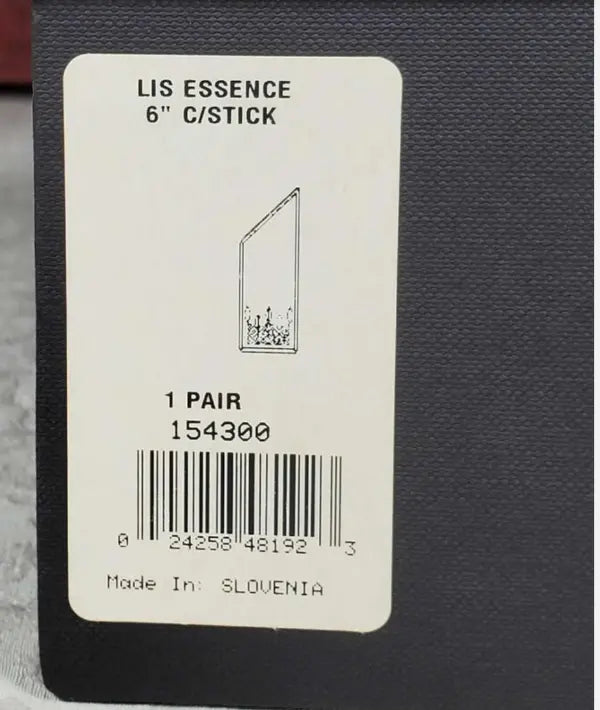 LIS ESSENCE
6" C/STICK
1 PAIR
154300
0 24258 48192 3
Made In: SLOVENIA